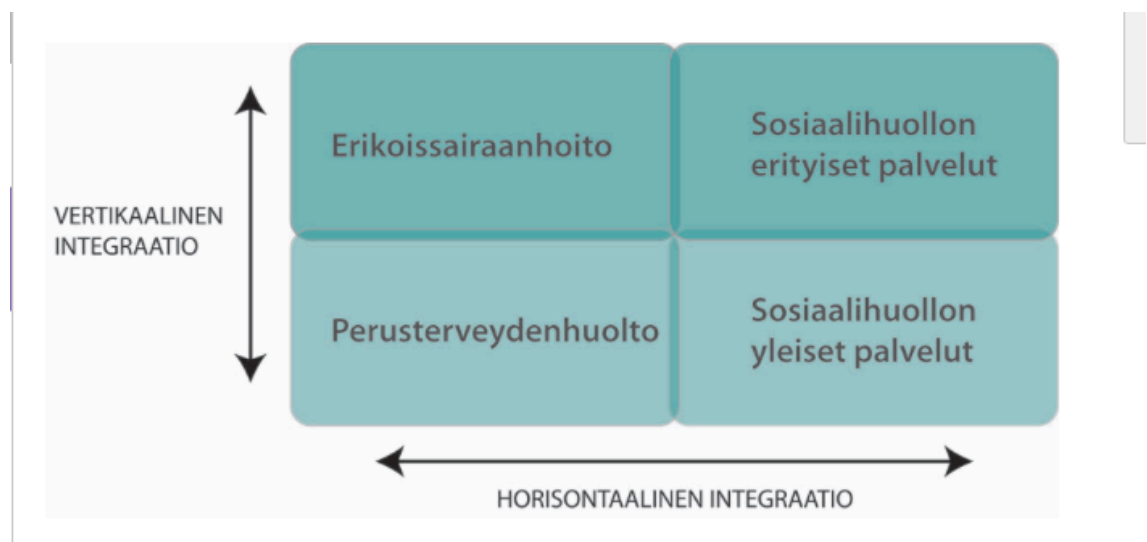 Erikoissairaanhoito
Sosiaalihuollon
erityiset palvelut
VERTIKAALINEN
INTEGRAATIO
Perusterveydenhuolto
Sosiaalihuollon
yleiset palvelut
HORISONTAALINEN INTEGRAATIO